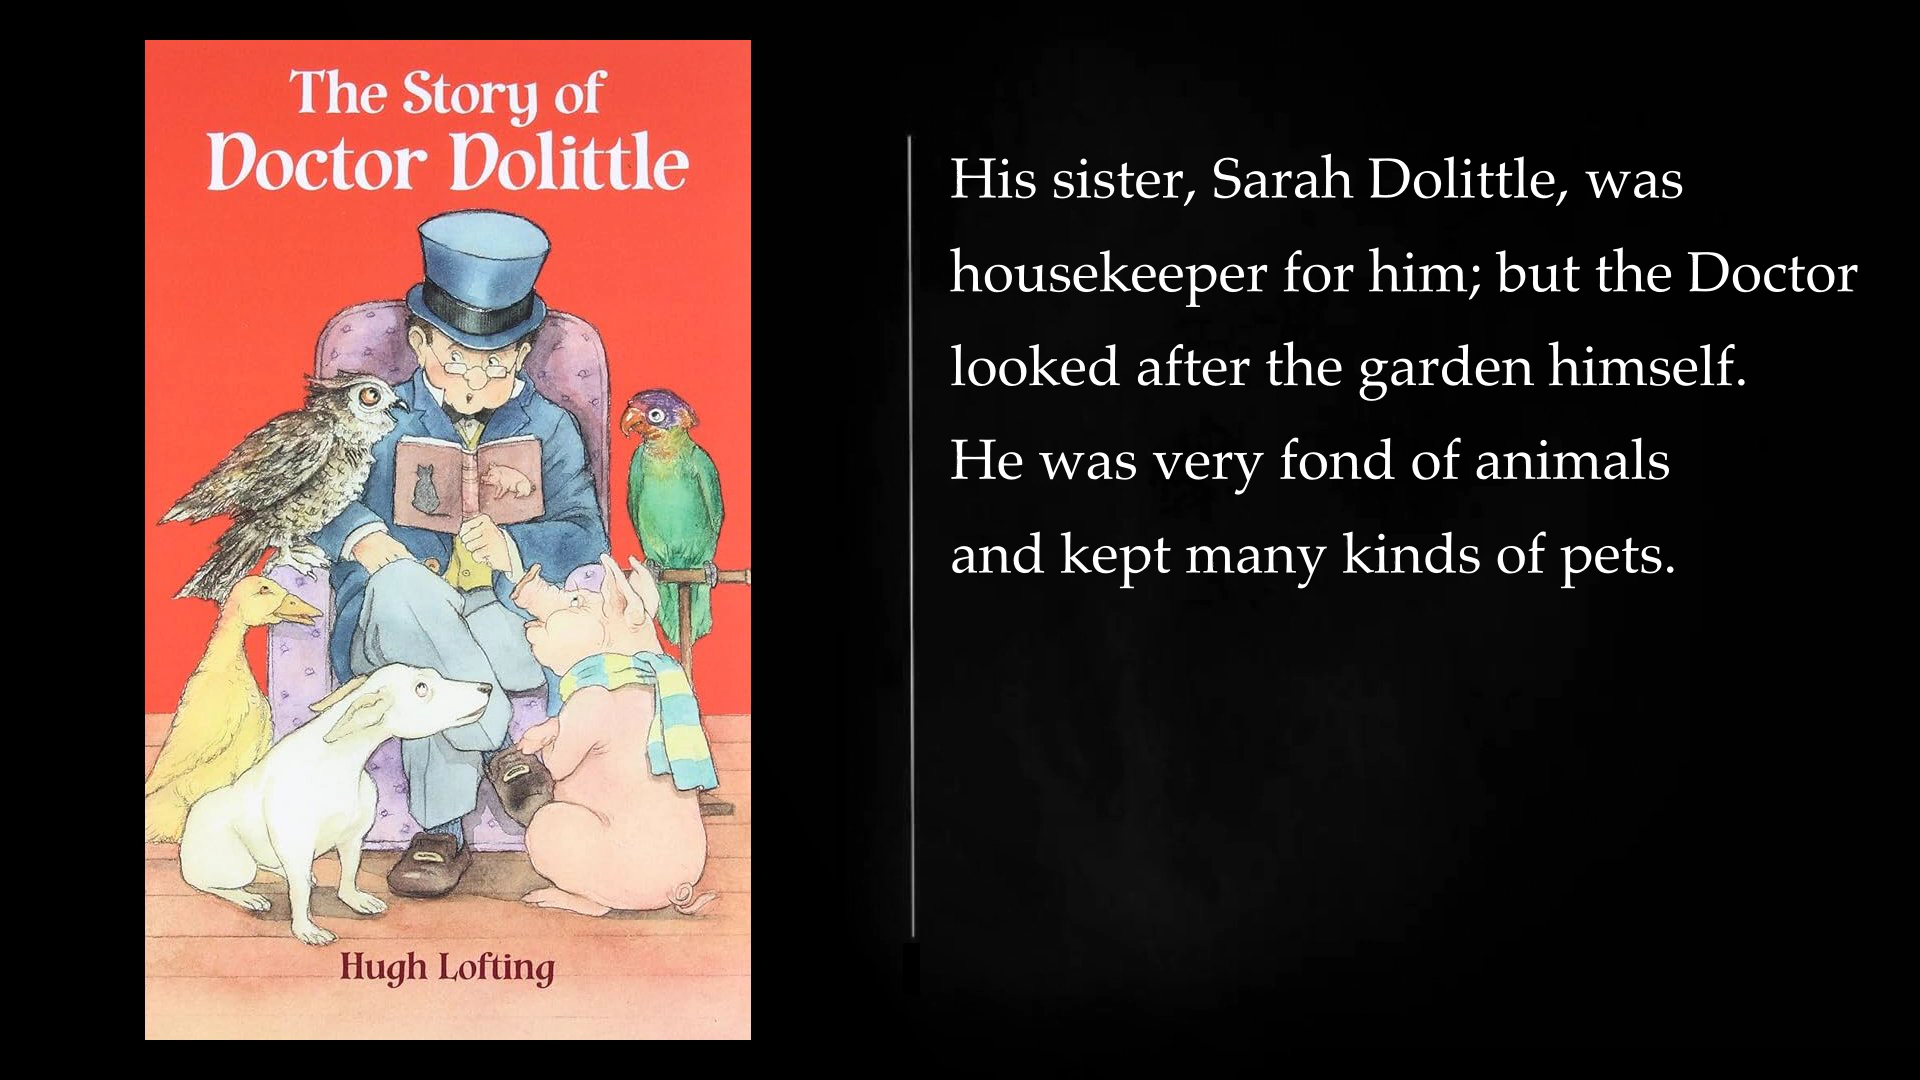 The Story of
Doctor Dolittle
Hugh Lofting
His sister, Sarah Dolittle, was
housekeeper for him; but the Doctor
looked after the garden himself.
He was very fond of animals
and kept many kinds of pets.